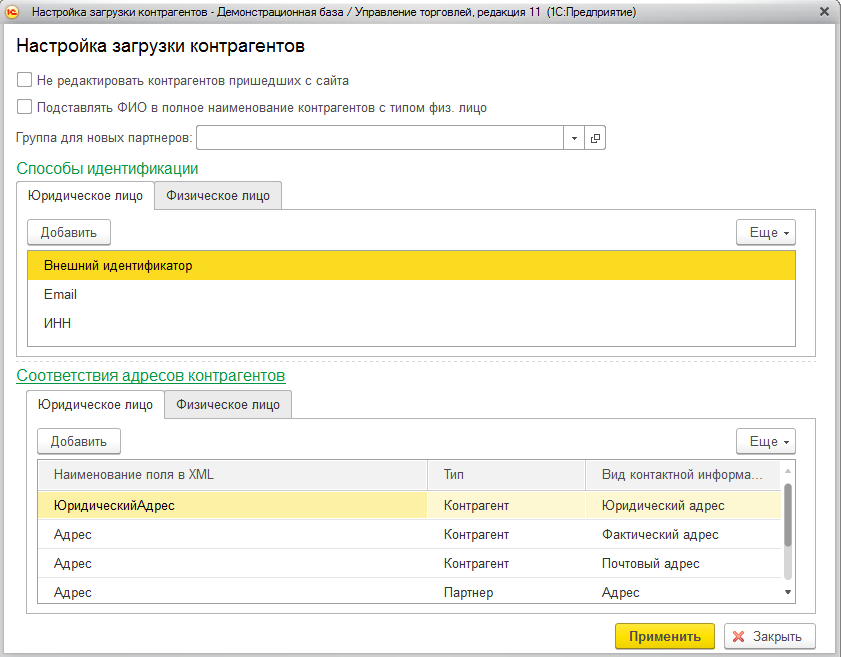 Настройка загрузки контрагентов - Демонстрационная база / Управление торговлей, редакция 11 (1С:Предприятие)
Настройка загрузки контрагентов
Не редактировать контрагентов пришедших с сайта
Подставлять ФИО в полное наименование контрагентов с типом физ. лицо
Группа для новых партнеров:
Способы идентификации
Юридическое лицо Физическое лицо
Добавить Еще
Внешний идентификатор
Email
ИНН
Соответствия адресов контрагентов
Юридическое лицо Физическое лицо
Добавить Еще
Наименование поля в XML Тип Вид контактной информа...
ЮридическийАдрес Контрагент Юридический адрес
Адрес Контрагент Фактический адрес
Адрес Контрагент Почтовый адрес
Адрес Партнер Адрес
Применить Закрыть